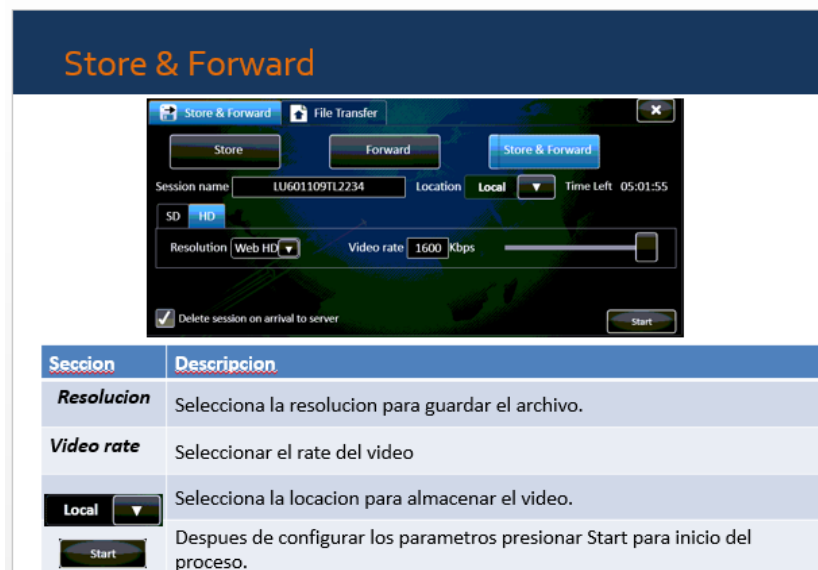 Store & Forward
Store & Forward File Transfer
Store Forward Store & Forward
Session name LU601109TL2234 Location Local Time Left 05:01:55
SD HD
Resolution Web HD Video rate 1600 Kbps
Delete session on arrival to server Start
Seccion Descripcion
Resolucion Selecciona la resolucion para guardar el archivo.
Video rate Seleccionar el rate del video
Local Selecciona la locacion para almacenar el video.
Start Despues de configurar los parametros presionar Start para inicio del
proceso.